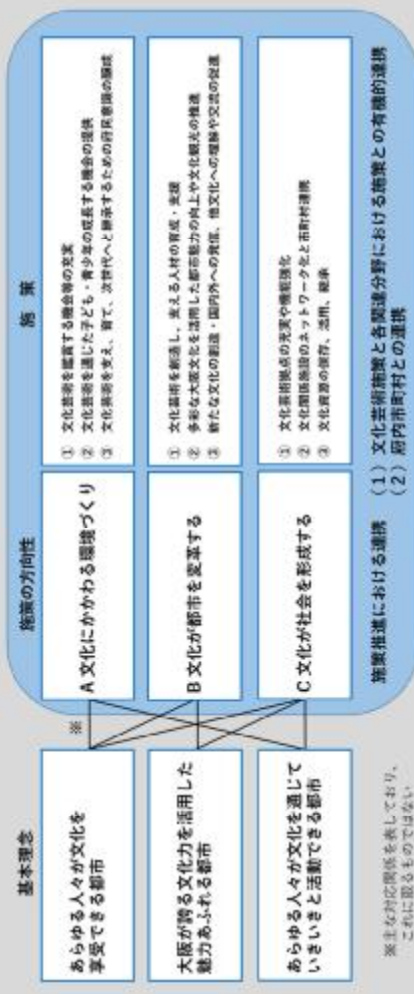 基本理念
施策の方向性
施 策
あらゆる人々が文化を
享受できる都市
大阪が誇る文化力を活用した
魅力あふれる都市
あらゆる人々が文化を通じて
いきいきと活動できる都市
※
A 文化にかかわる環境づくり
① 文化芸術を鑑賞する機会等の充実
② 文化芸術を通じた子ども・青少年の成長する機会の提供
③ 文化芸術を支え、育て、次世代へと継承するための府民意識の醸成
B 文化が都市を変革する
① 文化芸術を創造し、支える人材の育成・支援
② 多彩な大阪文化を活用した都市魅力の向上や文化観光の推進
③ 新たな文化の創造・国内外への発信、他文化への理解や交流の促進
C 文化が社会を形成する
① 文化芸術拠点の充実や機能強化
② 文化関係施設のネットワーク化と市町村連携
③ 文化資源の保存、活用、継承
施策推進における連携
(1) 文化芸術施策と各関連分野における施策との有機的連携
(2) 府内市町村との連携
※主な対応関係を表しており、
これに限るものではない